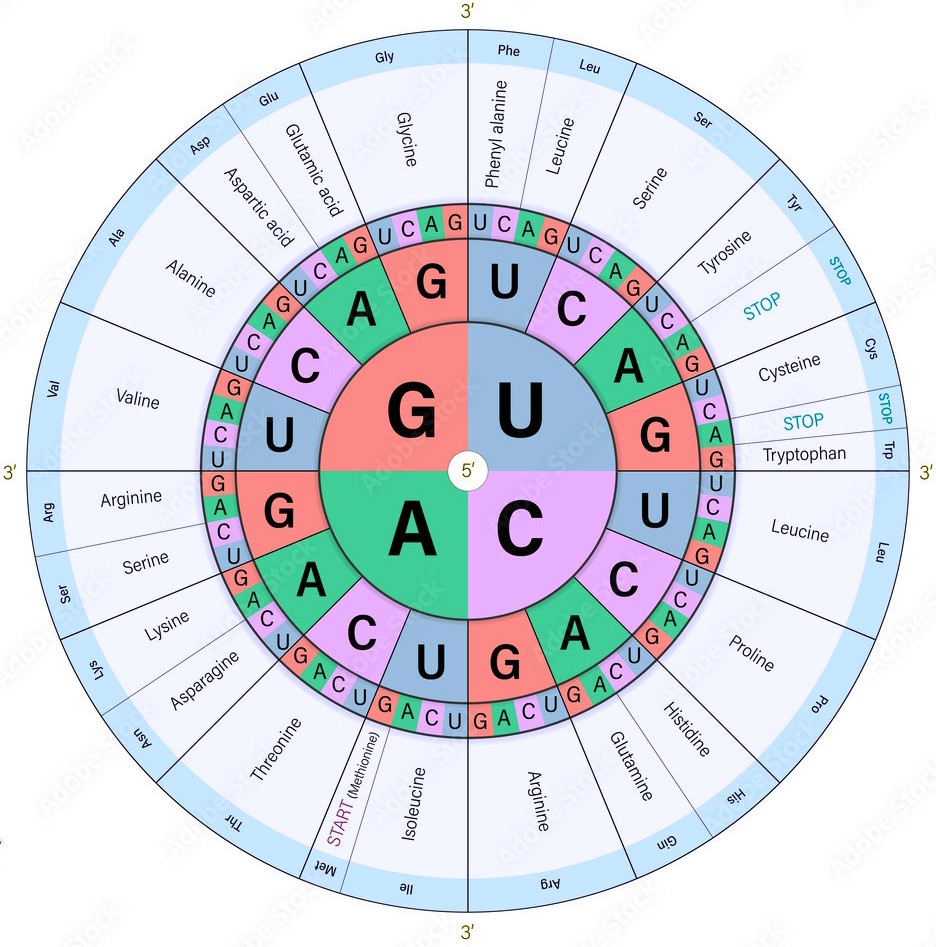 3'
Phe
Leu
Ser
Tyr
STOP
Cys
STOP
Trp
3'
Leu
Pro
His
Gln
Arg
3'
Ile
Met
Thr
Asn
Lys
Ser
Arg
3'
Val
Ala
Asp
Glu
Gly
Phenyl alanine
Leucine
Serine
Tyrosine
STOP
Cysteine
STOP
Tryptophan
Leucine
Proline
Histidine
Glutamine
Arginine
Isoleucine
START (Methionine)
Threonine
Asparagine
Lysine
Serine
Arginine
Valine
Alanine
Aspartic acid
Glutamic acid
Glycine
U C A G U C A G U C A G U C A G
U C A G U C A G U C A G U C A G
U C A G U C A G U C A G U C A G
U C A G U C A G U C A G U C A G
U C A G
U C A G
U C A G
U C A G
G U
5'
A C
Adobe Stock